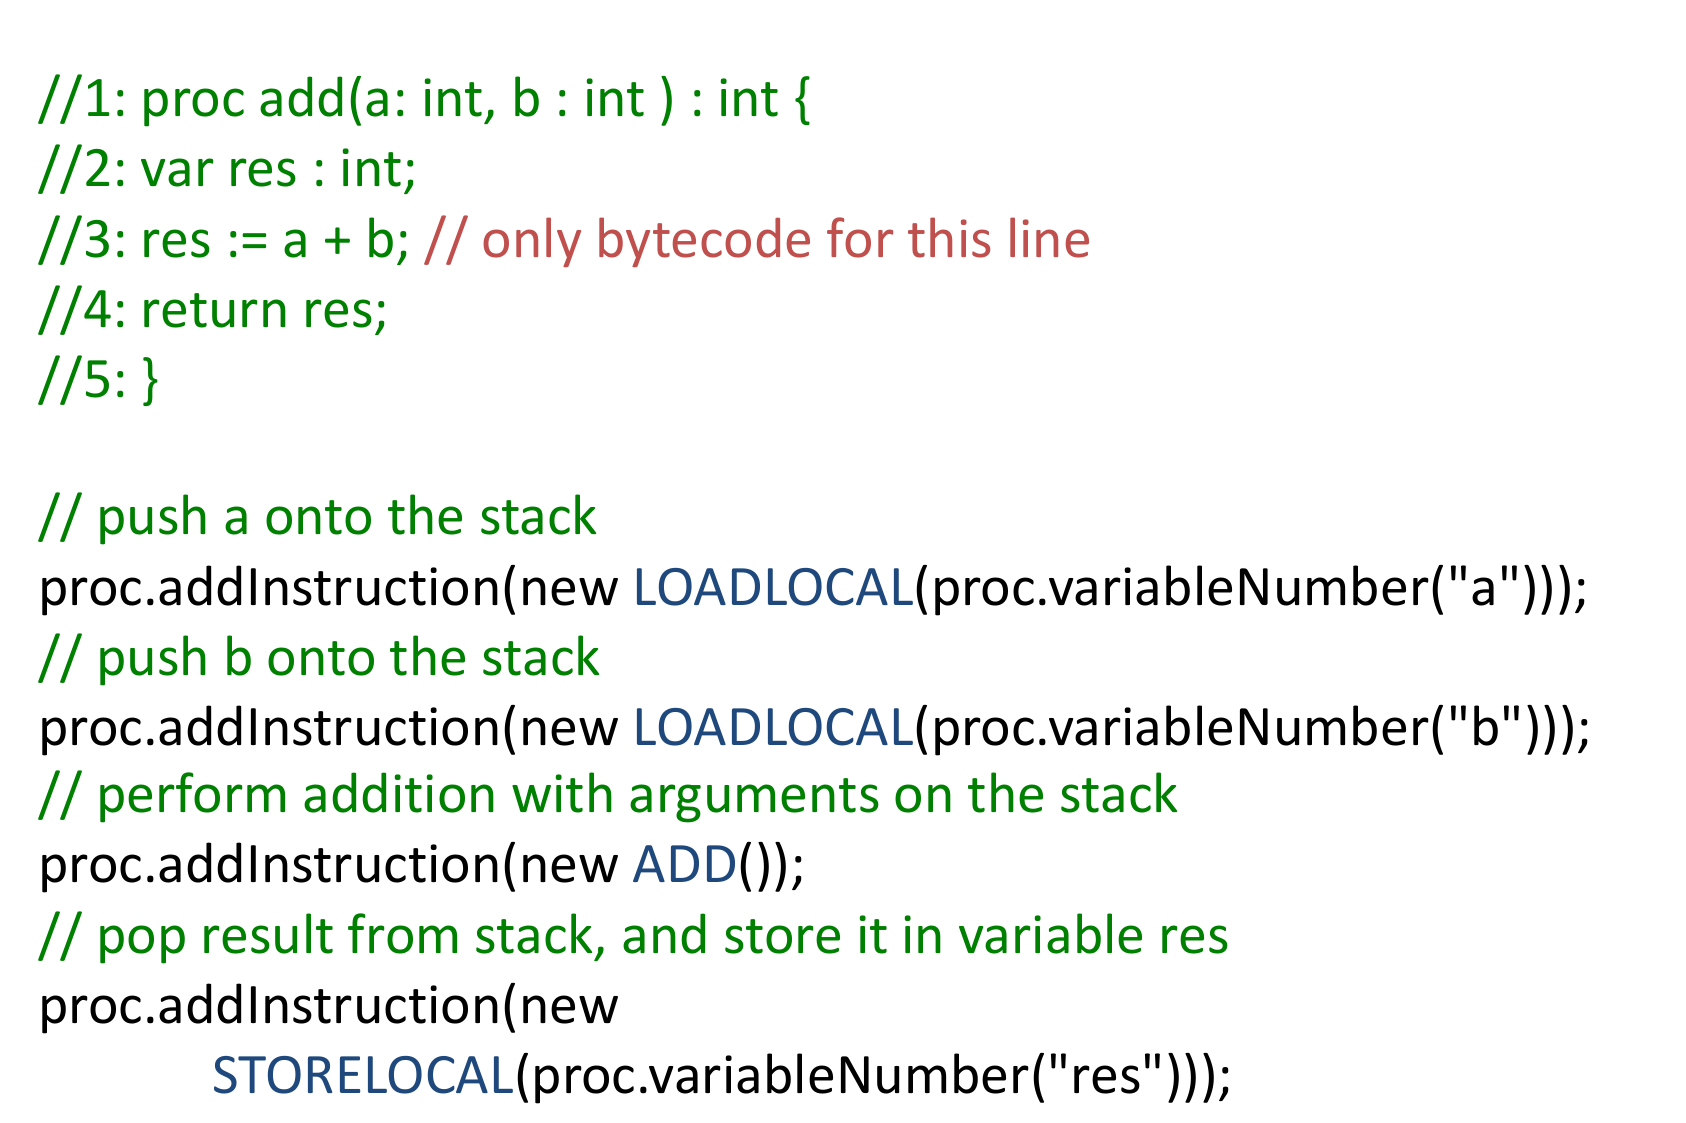 //1: proc add(a: int, b : int ) : int {
//2: var res : int;
//3: res := a + b; // only bytecode for this line
//4: return res;
//5: }
// push a onto the stack
proc.addInstruction(new LOADLOCAL(proc.variableNumber("a")));
// push b onto the stack
proc.addInstruction(new LOADLOCAL(proc.variableNumber("b")));
// perform addition with arguments on the stack
proc.addInstruction(new ADD());
// pop result from stack, and store it in variable res
proc.addInstruction(new
STORELOCAL(proc.variableNumber("res")));